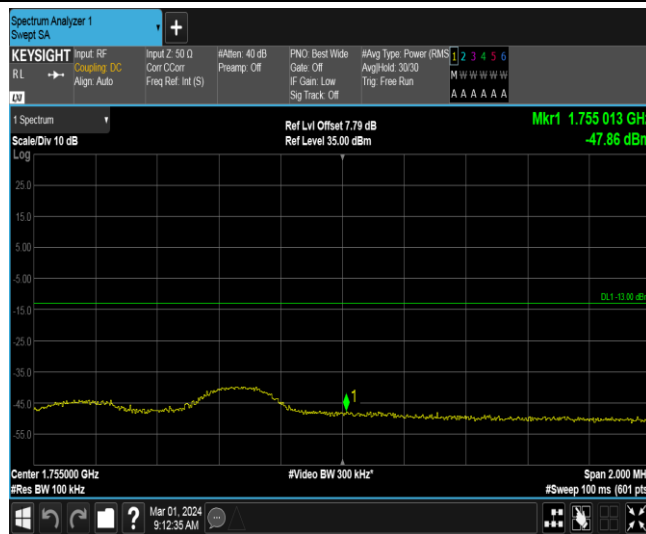 Spectrum Analyzer 1
Swept SA
+
KEYSIGHT Input: RF Input Z: 50 Ω #Atten: 40 dB PNO: Best Wide #Avg Type: Power (RMS 1 2 3 4 5 6
RL Coupling: DC Corr CCorr Preamp: Off Gate: Off Avg|Hold: 30/30 M W W W W W
Align: Auto Freq Ref: Int (S) IF Gain: Low Trig: Free Run
Sig Track: Off A A A A A A
1 Spectrum Ref Lvl Offset 7.79 dB Mkr1 1.755 013 GHz
Scale/Div 10 dB Ref Level 35.00 dBm -47.86 dBm
Log
25.0
15.0
5.00
-5.00
DL1 -13.00 dBm
-15.0
-25.0
-35.0
1
-45.0
-55.0
Center 1.755000 GHz #Video BW 300 kHz* Span 2.000 MH
#Res BW 100 kHz #Sweep 100 ms (601 pts
? Mar 01, 2024
9:12:35 AM